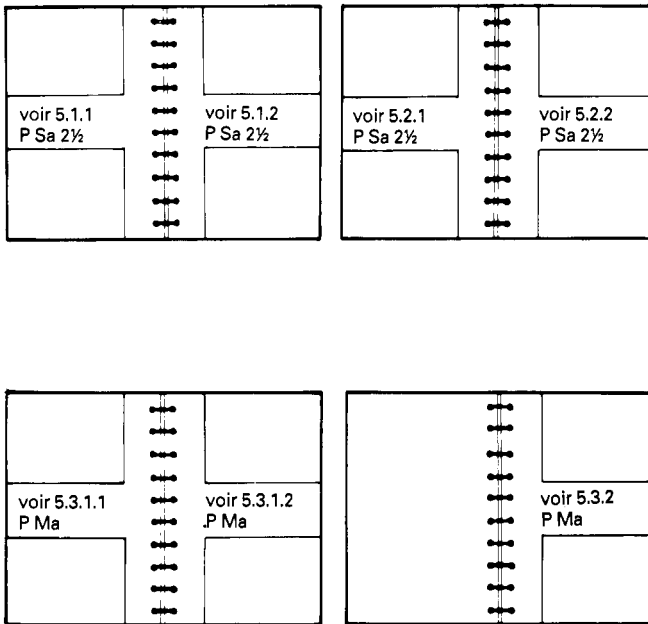 voir 5.1.1
P Sa 2½
voir 5.1.2
P Sa 2½
voir 5.2.1
P Sa 2½
voir 5.2.2
P Sa 2½
voir 5.3.1.1
P Ma
voir 5.3.1.2
P Ma
voir 5.3.2
P Ma